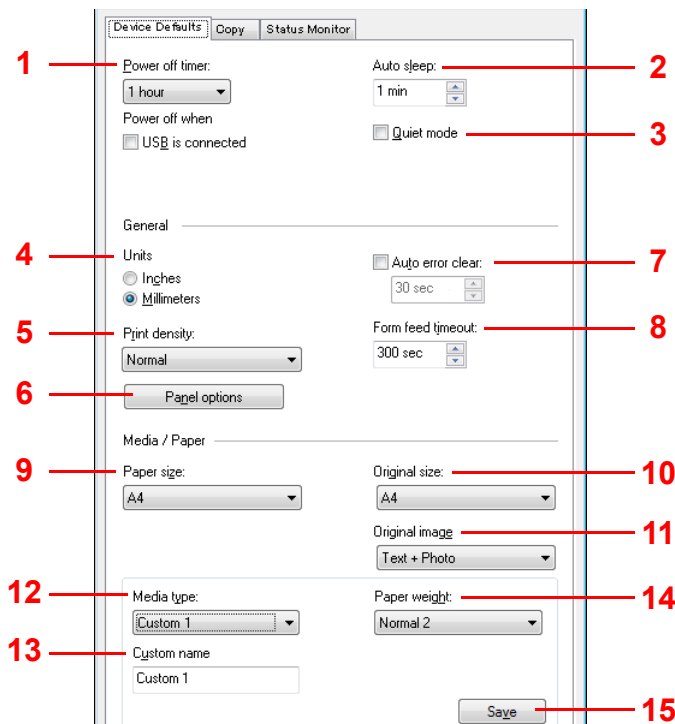 Device Defaults Copy Status Monitor
1 Power off timer: Auto sleep: 2
1 hour 1 min
Power off when
USB is connected Quiet mode 3
General
4 Units Auto error clear: 7
Inches 30 sec
Millimeters
5 Print density: Form feed timeout: 8
Normal 300 sec
6 Panel options
Media / Paper
9 Paper size: Original size: 10
A4 A4
Original image 11
Text + Photo
12 Media type: Paper weight: 14
Custom 1 Normal 2
13 Custom name
Custom 1
Save 15